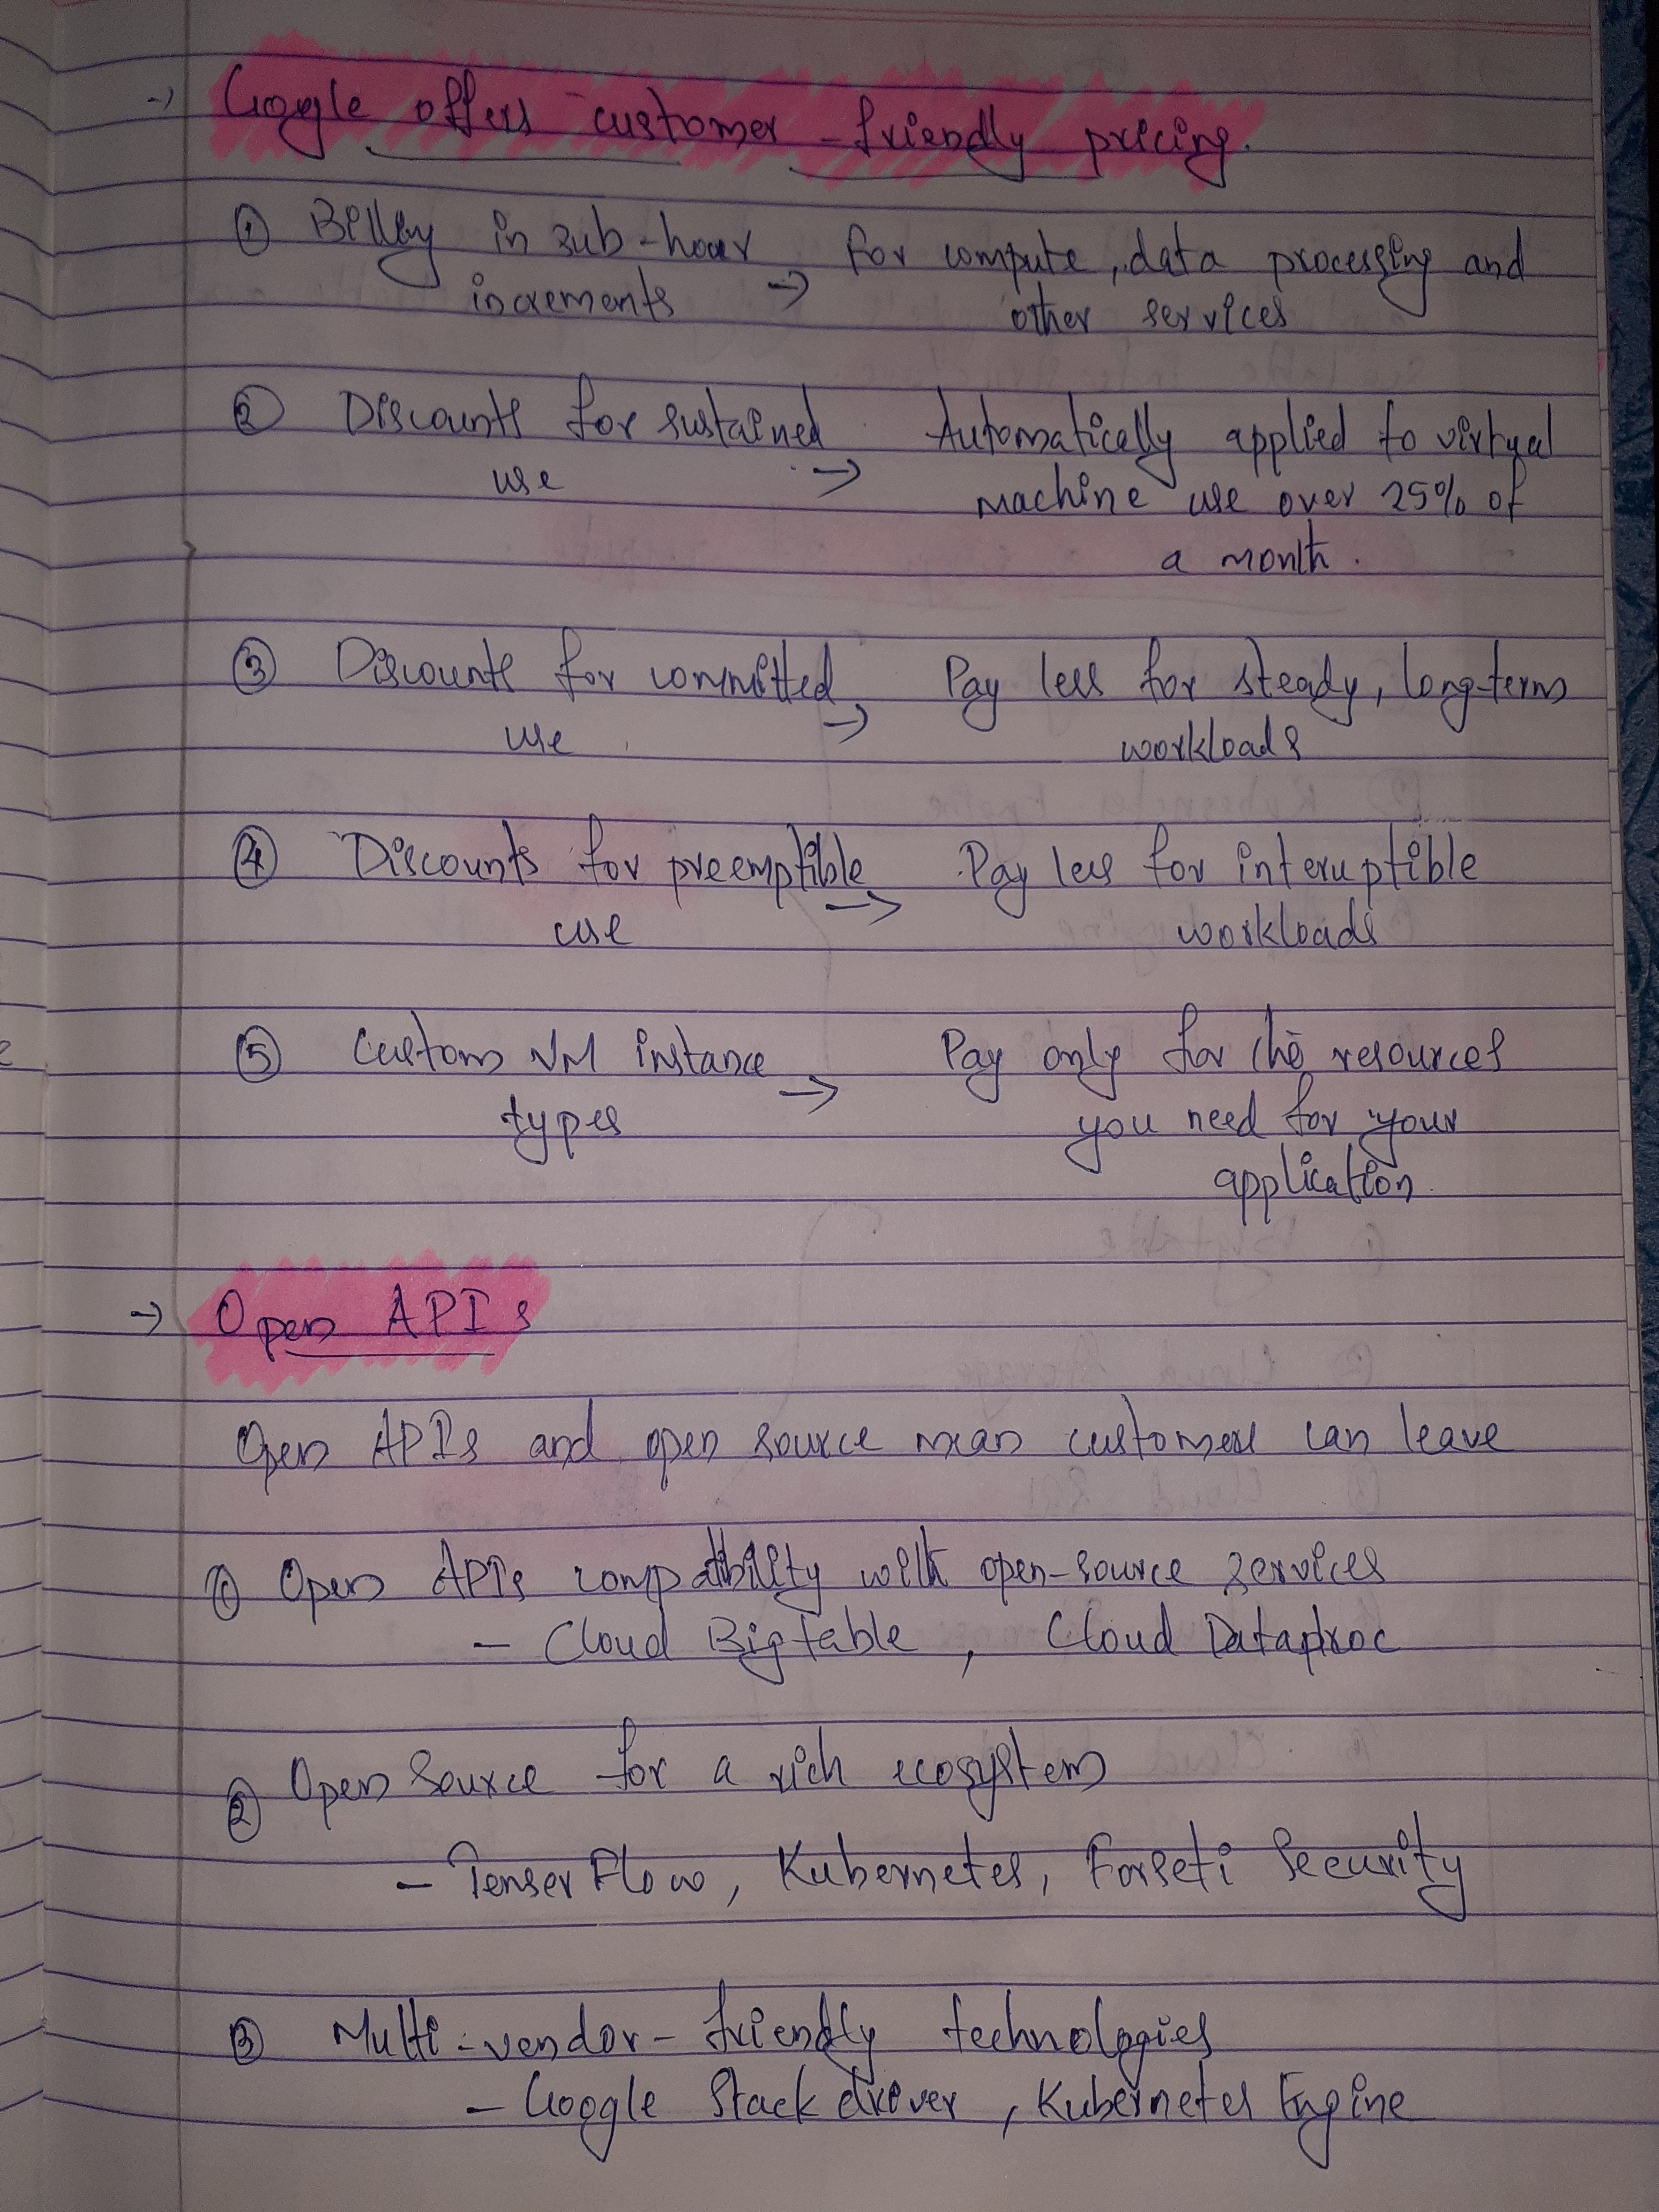 → Google offers customer-friendly pricing.
① Billing in sub-hour → For compute, data processing and
increments other services
② Discounts for sustained → Automatically applied to virtual
use machine use over 25% of
a month.
③ Discounts for committed → Pay less for steady, long-term
use workloads
④ Discounts for preemptible → Pay less for interuptible
use workloads
⑤ Custom VM instance → Pay only for the resources
types you need for your
application.
→ Open APIs
Open APIs and open source mean customers can leave
① Open APIs compatibility with open-source services
- Cloud Bigtable, Cloud Dataproc
② Open Source for a rich ecosystem
- TenserFlow, Kubernetes, Forseti Security
③ Multi-vendor-friendly technologies
- Google Stackdriver, Kubernetes Engine